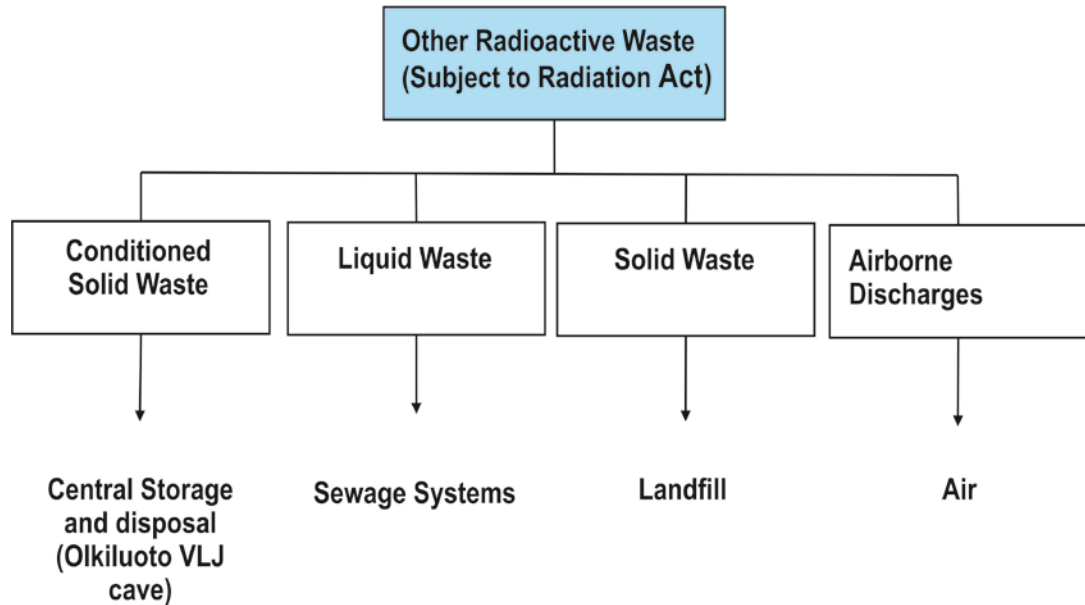 Other Radioactive Waste
(Subject to Radiation Act)
Conditioned
Solid Waste
Liquid Waste
Solid Waste
Airborne
Discharges
Central Storage
and disposal
(Olkiluoto VLJ
cave)
Sewage Systems
Landfill
Air